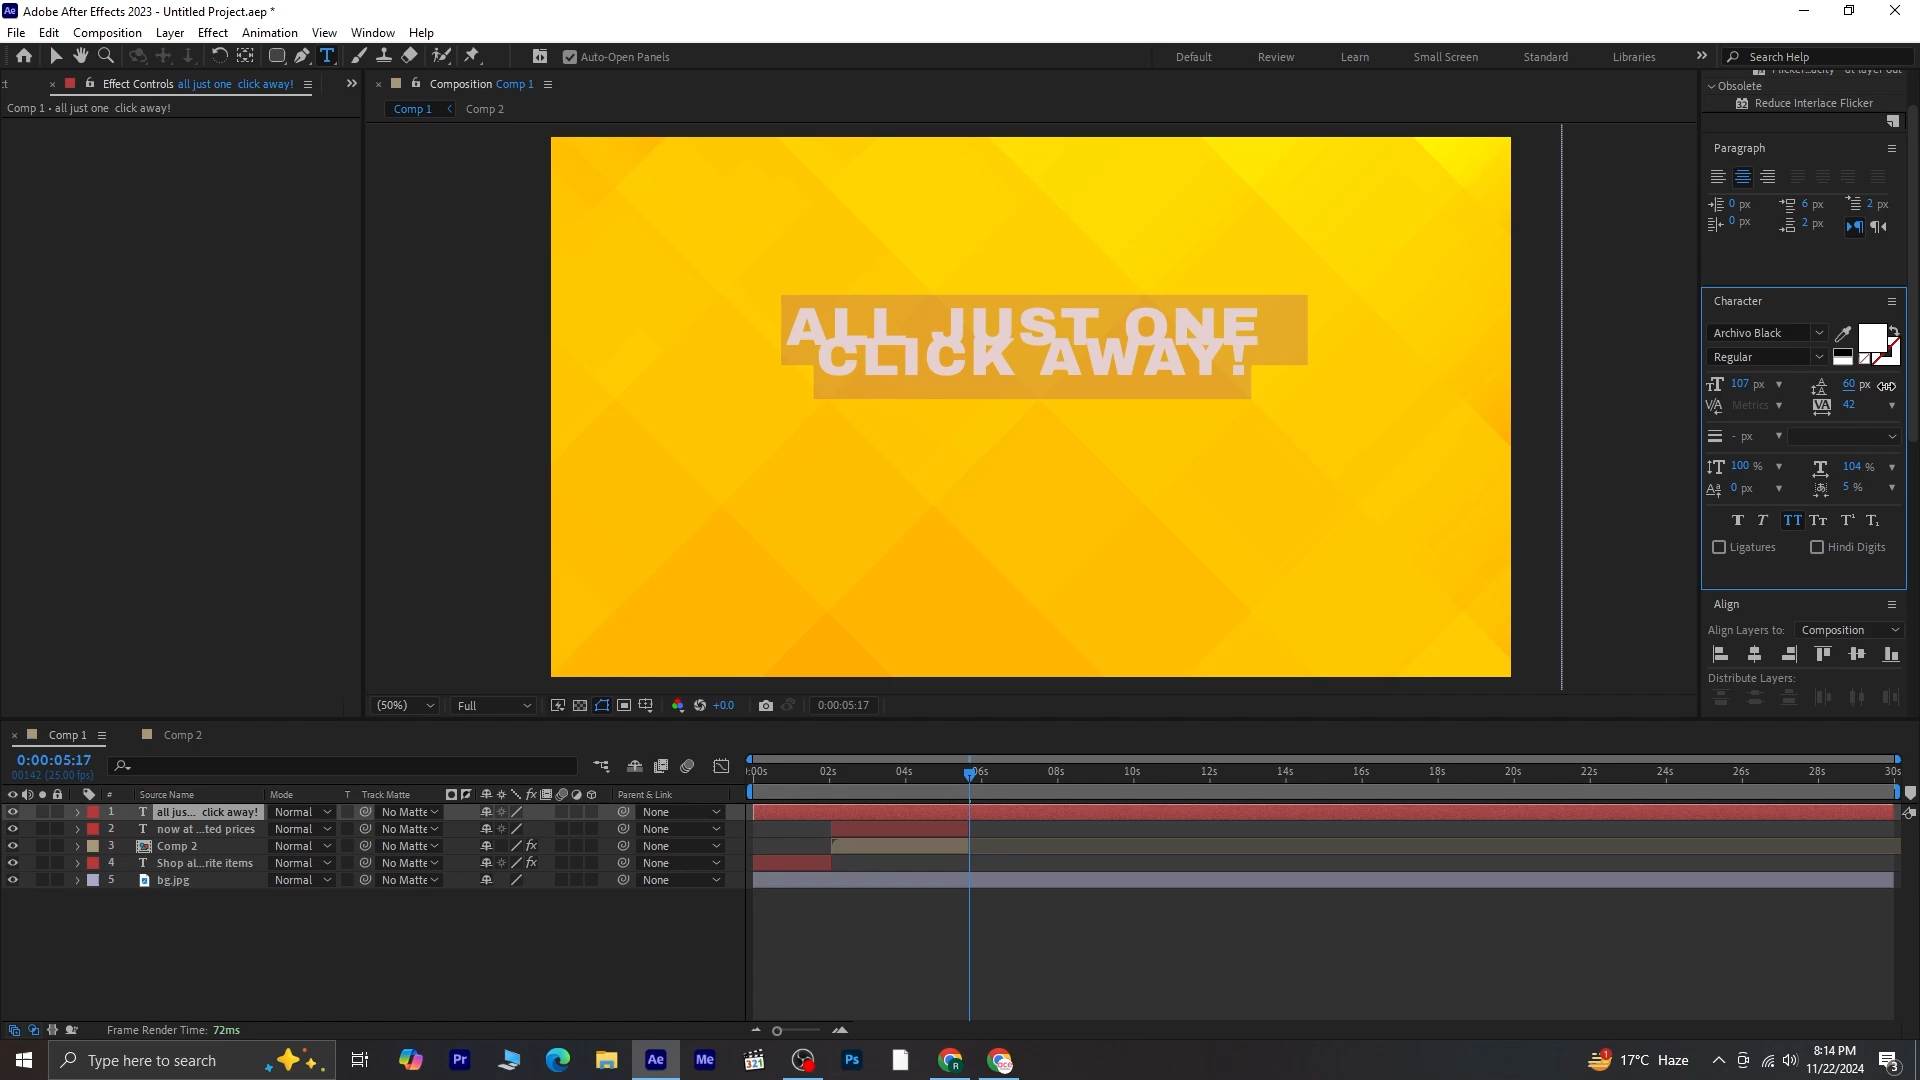 Adobe After Effects 2023 - Untitled Project.aep *
File Edit Composition Layer Effect Animation View Window Help
Auto-Open Panels
Default Review Learn Small Screen Standard Libraries
Search Help
Effect Controls all just one click away!
Comp 1 • all just one click away!
Composition Comp 1
Comp 1 Comp 2
ALL JUST ONE
CLICK AWAY!
Obsolete
Reduce Interlace Flicker
Paragraph
0 px 6 px 2 px
0 px 2 px
Character
Archivo Black
Regular
107 px 60 px
Metrics 42
- px
100 % 104 %
0 px 5 %
Ligatures Hindi Digits
Align
Align Layers to: Composition
Distribute Layers:
(50%) Full +0.0 0:00:05:17
Comp 1 Comp 2
0:00:05:17
00142 (25.00 fps)
:00s 02s 04s 06s 08s 10s 12s 14s 16s 18s 20s 22s 24s 26s 28s 30s
# Source Name Mode T Track Matte Parent & Link
1 T all jus... click away! Normal No Matte None
2 T now at ...ted prices Normal No Matte None
3 Comp 2 Normal No Matte None
4 T Shop al...rite items Normal No Matte None
5 bg.jpg Normal No Matte None
Frame Render Time: 72ms
Type here to search
17°C Haze
8:14 PM
11/22/2024